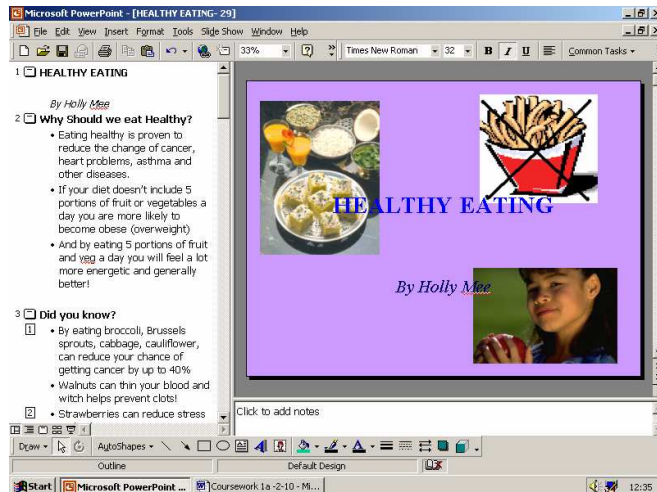 Microsoft PowerPoint - [HEALTHY EATING- 29]
File Edit View Insert Format Tools Slide Show Window Help
33% Times New Roman 32 B I U Common Tasks
1 HEALTHY EATING
By Holly Mee
2 Why Should we eat Healthy?
• Eating healthy is proven to
reduce the change of cancer,
heart problems, asthma and
other diseases.
• If your diet doesn't include 5
portions of fruit or vegetables a
day you are more likely to
become obese (overweight)
• And by eating 5 portions of fruit
and veg a day you will feel a lot
more energetic and generally
better!
3 Did you know?
1 • By eating broccoli, Brussels
sprouts, cabbage, cauliflower,
can reduce your chance of
getting cancer by up to 40%
• Walnuts can thin your blood and
witch helps prevent clots!
2 • Strawberries can reduce stress
HEALTHY EATING
By Holly Mee
Click to add notes
Draw AutoShapes
Outline Default Design
Start Microsoft PowerPoint ... Coursework 1a -2-10 - Mi... 12:35